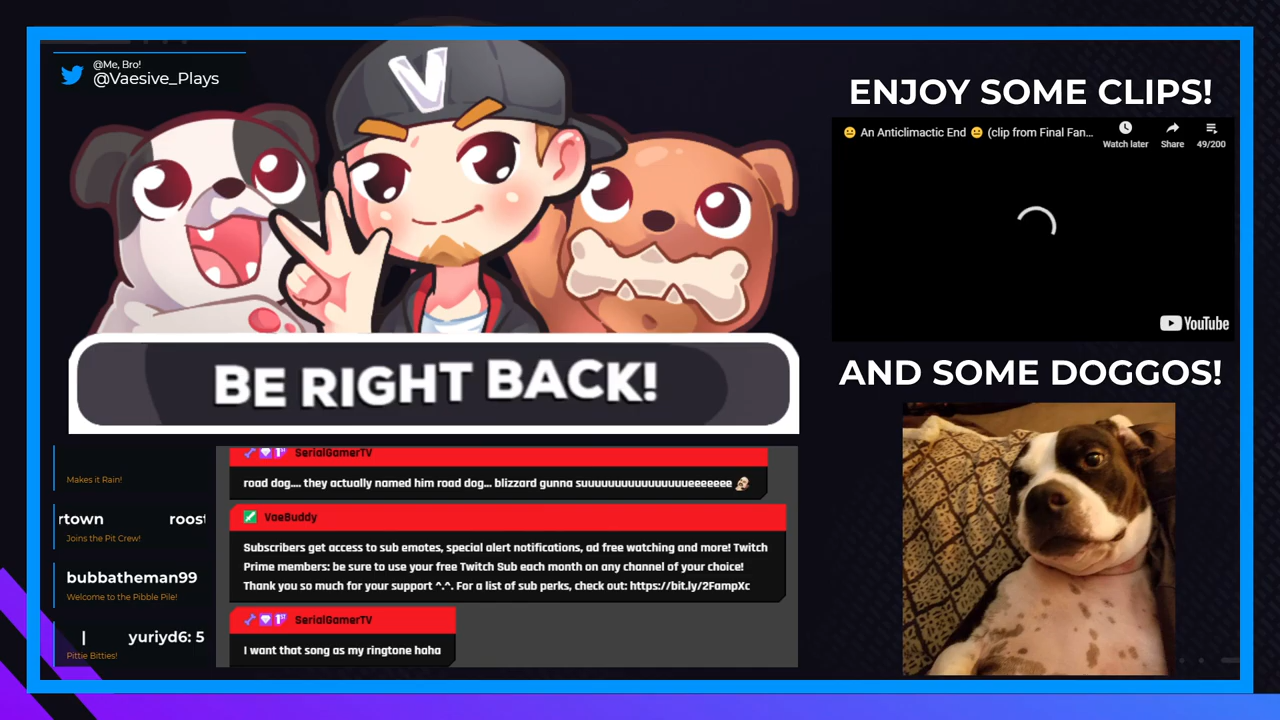 @Me, Bro!
@Vaesive_Plays
V
BE RIGHT BACK!
ENJOY SOME CLIPS!
😐 An Anticlimactic End 😐 (clip from Final Fan...
Watch later
Share
49/200
YouTube
AND SOME DOGGOS!
Makes it Rain!
rtown roost
Joins the Pit Crew!
bubbatheman99
Welcome to the Pibble Pile!
| yuriyd6: 5
Pittie Bitties!
1ST SerialGamerTV
road dog.... they actually named him road dog... blizzard gunna suuuuuuuuuuuuuuuueeeeeee
VoeBuddy
Subscribers get access to sub emotes, special alert notifications, ad free watching and more! Twitch
Prime members: be sure to use your free Twitch Sub each month on any channel of your choice!
Thank you so much for your support ^.^. For a list of sub perks, check out: https://bit.ly/2FampXc
1ST SerialGamerTV
I want that song as my ringtone haha